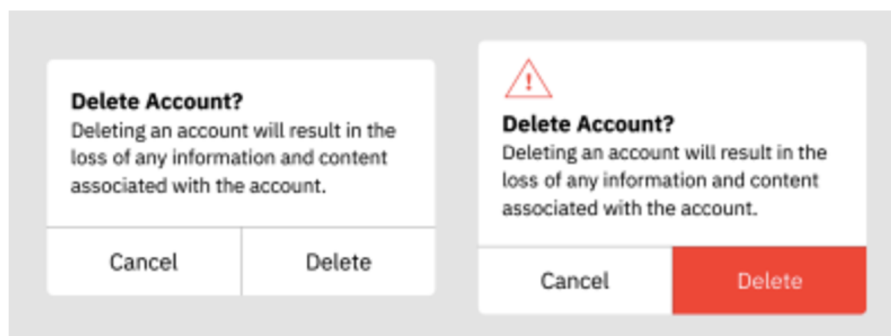 Delete Account?
Deleting an account will result in the
loss of any information and content
associated with the account.
Cancel
Delete
!
Delete Account?
Deleting an account will result in the
loss of any information and content
associated with the account.
Cancel
Delete